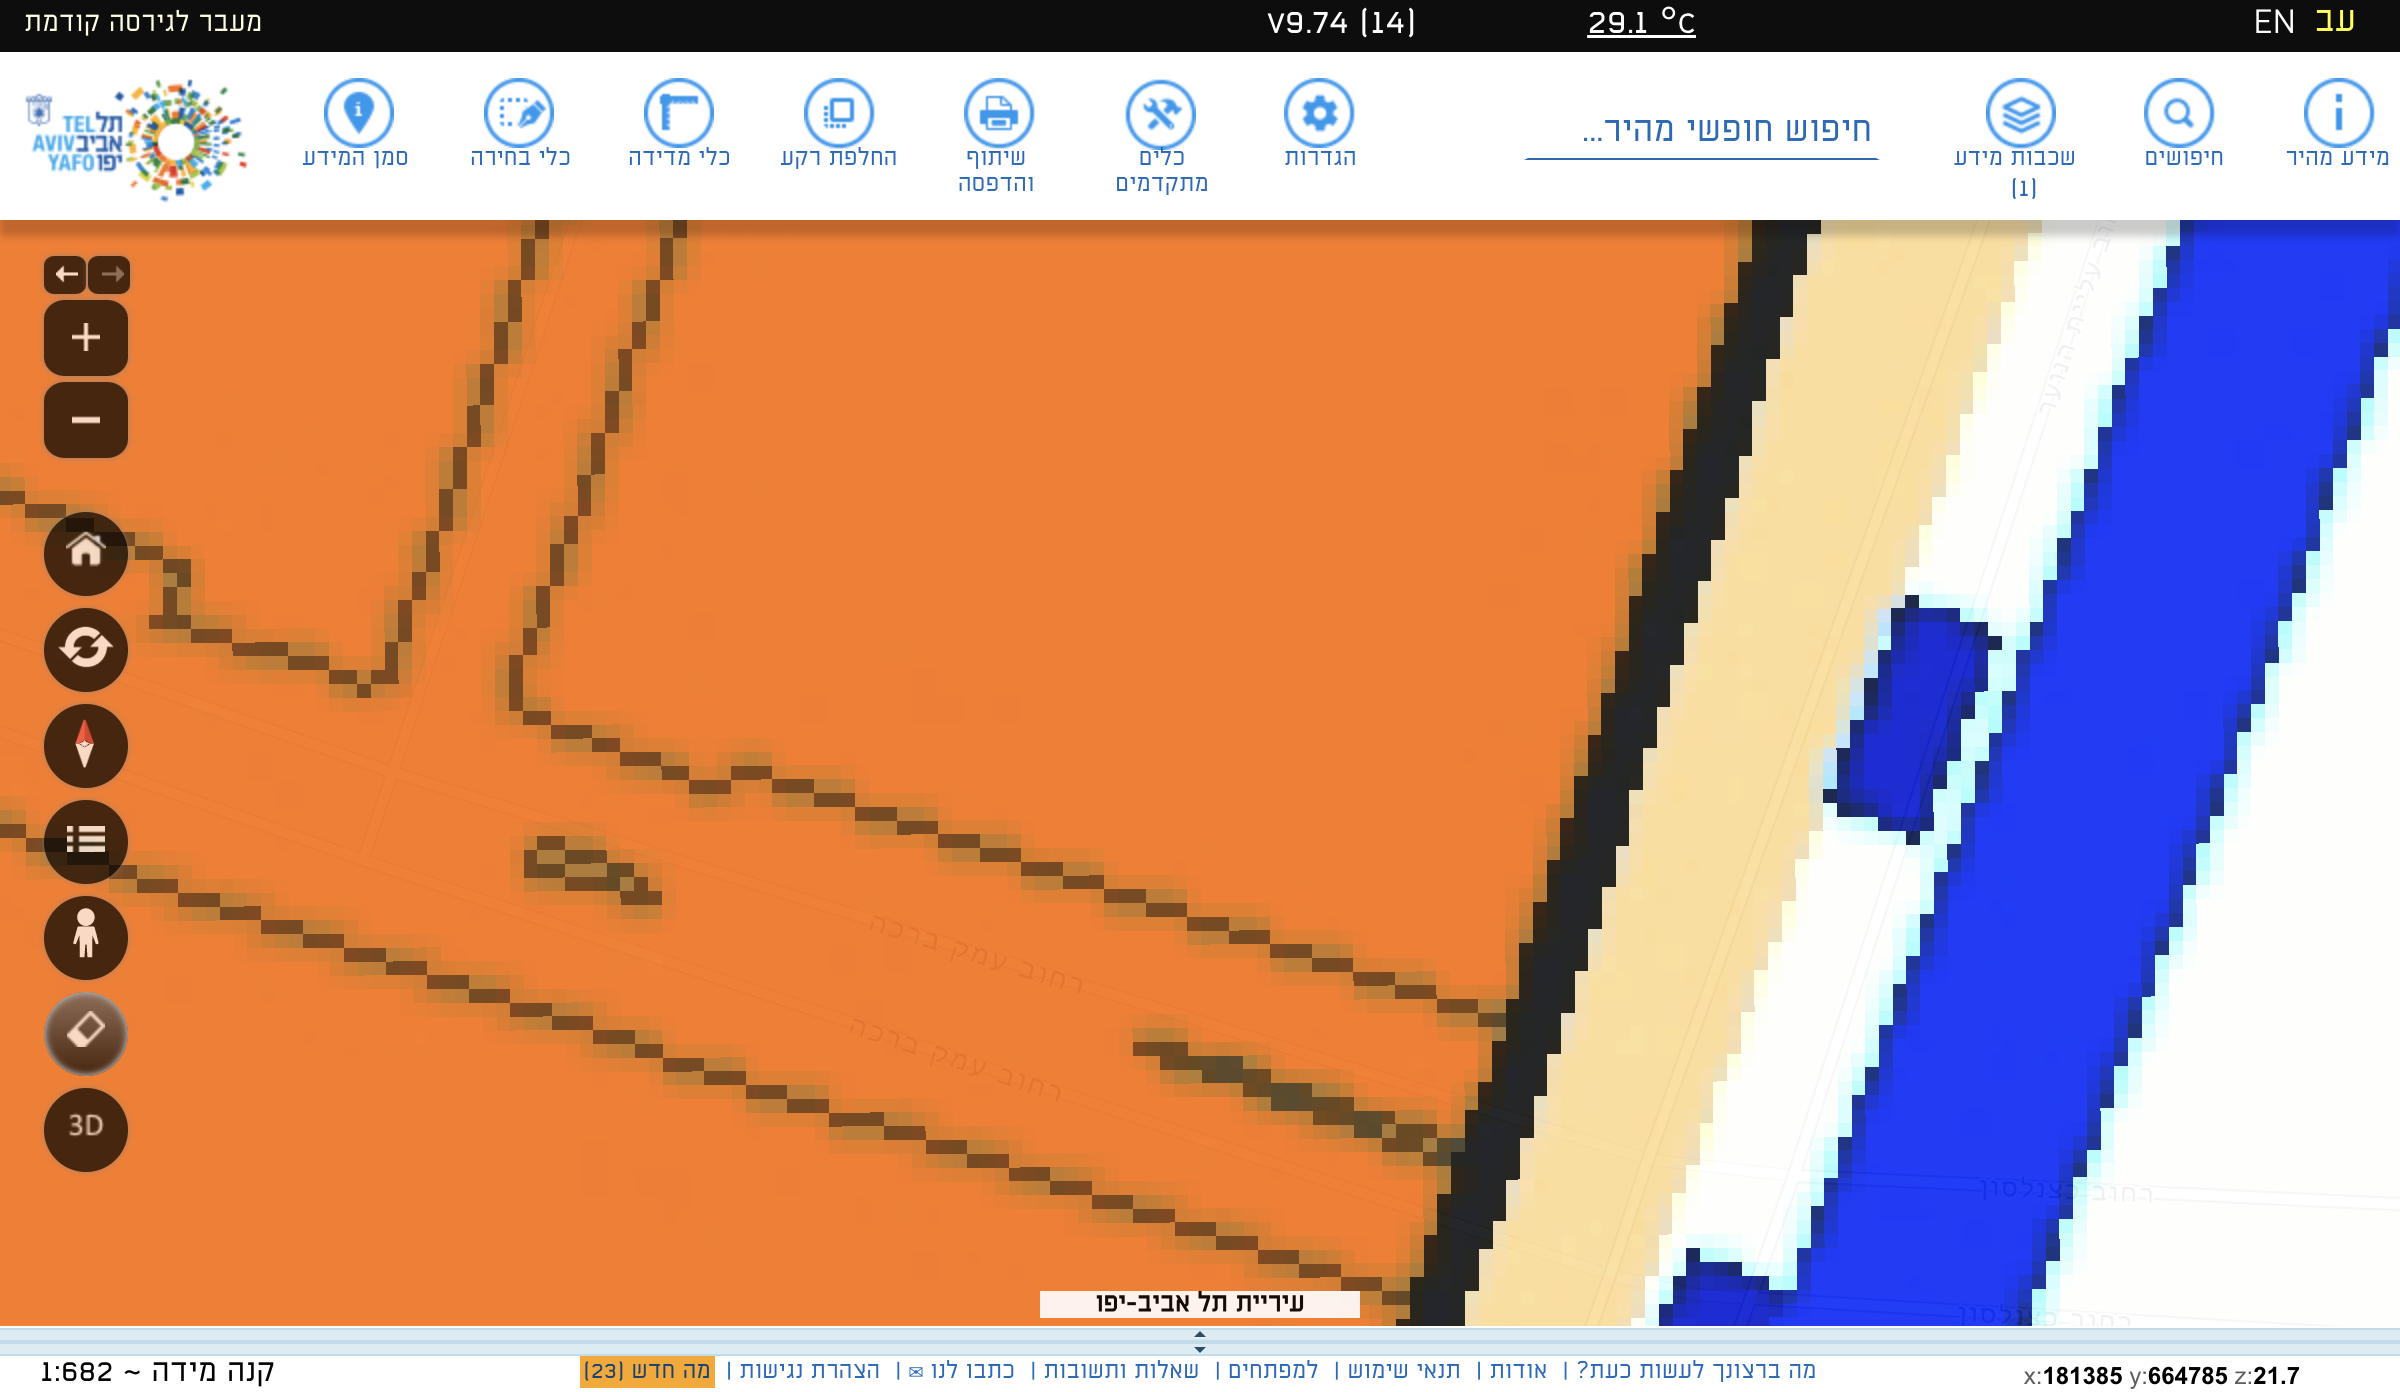 עב EN
29.1 °C
V9.74 (14)
מעבר לגירסה קודמת
מידע מהיר
חיפושים
שכבות מידע
(1)
חיפוש חופשי מהיר...
הגדרות
כלים
מתקדמים
שיתוף
והדפסה
החלפת רקע
כלי מדידה
כלי בחירה
סמן המידע
תל TEL
אביב AVIV
יפו YAFO
רחוב עליית הנוער
רחוב עמק ברכה
רחוב עמק ברכה
רחוב כצנלסון
רחוב כצנלסון
3D
עיריית תל אביב-יפו
מה ברצונך לעשות כעת? | אודות | תנאי שימוש | למפתחים | שאלות ותשובות | כתבו לנו ✉ | הצהרת נגישות | מה חדש (23)
קנה מידה ~ 1:682
x:181385 y:664785 z:21.7